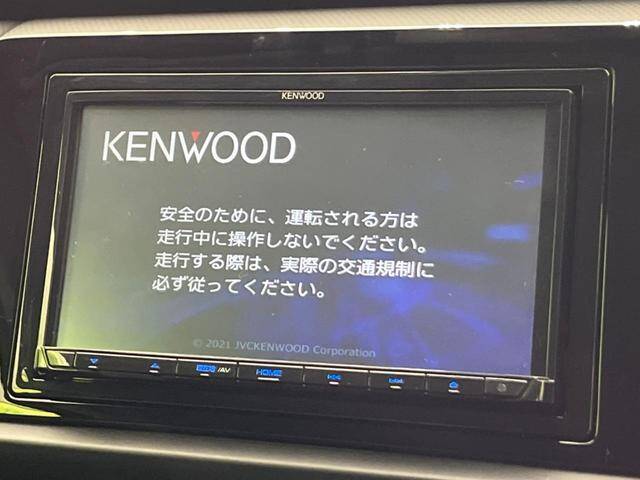 KENWOOD
KENWOOD
安全のために、運転される方は
走行中に操作しないでください。
走行する際は、実際の交通規制に
必ず従ってください。
© 2021 JVCKENWOOD Corporation
HOME